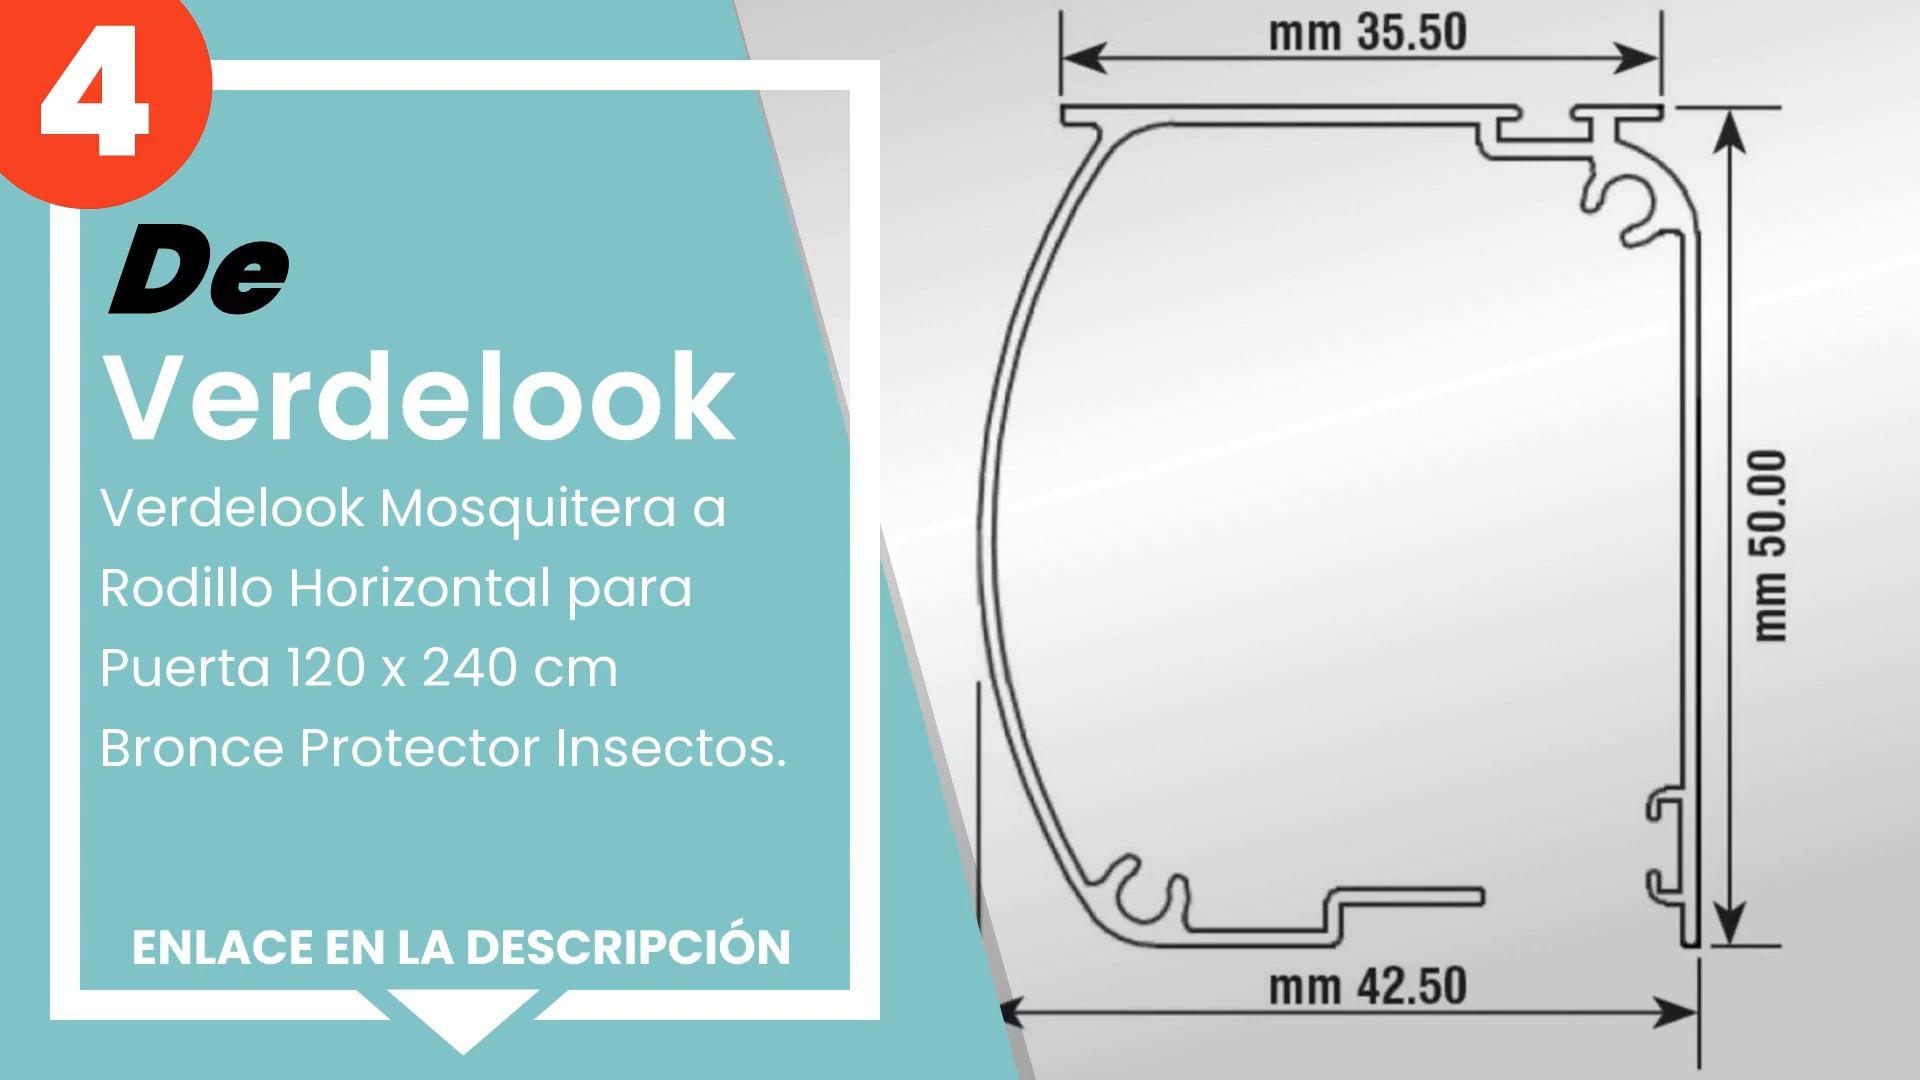 4
De
Verdelook
Verdelook Mosquitera a
Rodillo Horizontal para
Puerta 120 x 240 cm
Bronce Protector Insectos.
ENLACE EN LA DESCRIPCIÓN
mm 35.50
mm 50.00
mm 42.50